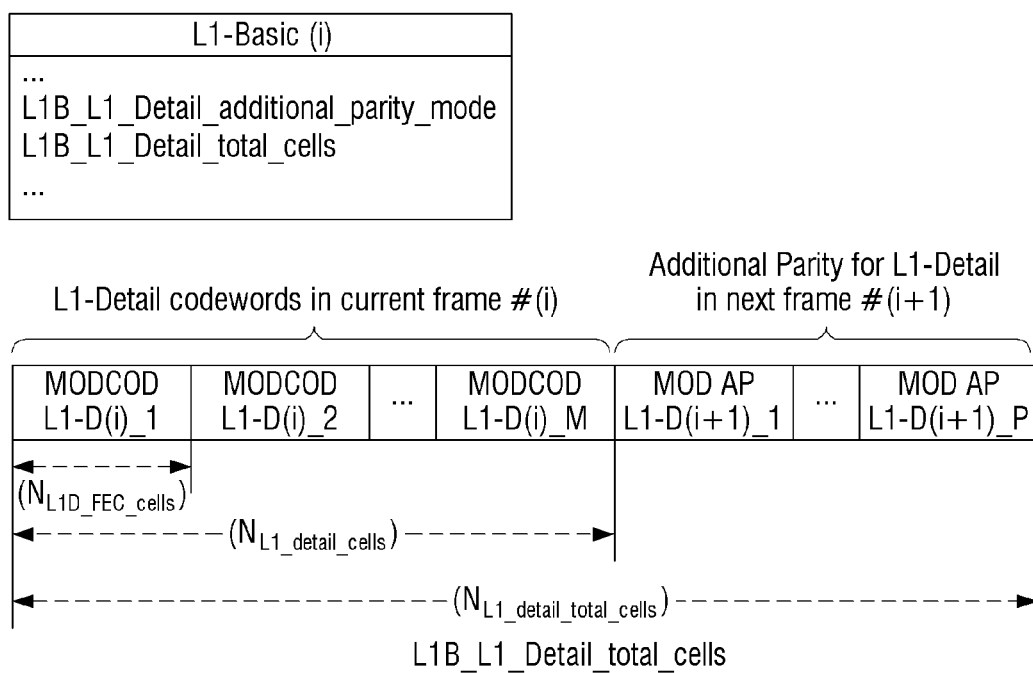 L1-Basic (i)
...
L1B_L1_Detail_additional_parity_mode
L1B_L1_Detail_total_cells
...
Additional Parity for L1-Detail
L1-Detail codewords in current frame #(i)
in next frame #(i+1)
MODCOD MODCOD ... MODCOD MOD AP ... MOD AP
L1-D(i)_1 L1-D(i)_2 L1-D(i)_M L1-D(i+1)_1 L1-D(i+1)_P
(NL1D_FEC_cells)
(NL1_detail_cells)
(NL1_detail_total_cells)
L1B_L1_Detail_total_cells